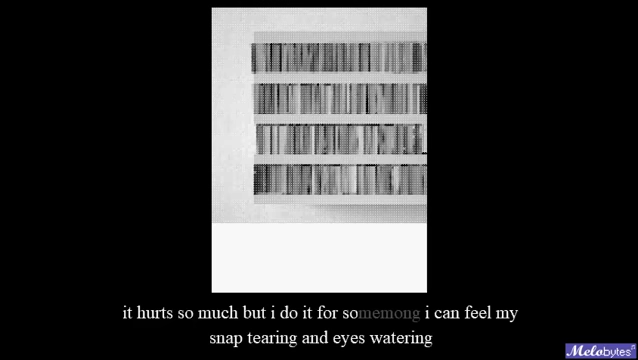 it hurts so much but i do it for somemong i can feel my
snap tearing and eyes watering
Melobytes